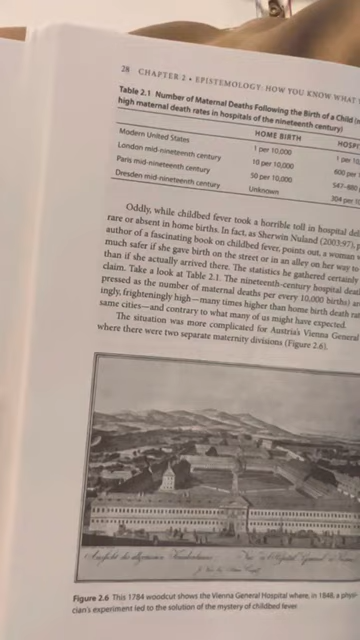 28 CHAPTER 2 • EPISTEMOLOGY: HOW YOU KNOW WHAT
Table 2.1 Number of Maternal Deaths Following the Birth of a Child
high maternal death rates in hospitals of the nineteenth century)
HOME BIRTH HOSPI
Modern United States 1 per 10,000 1 per 10,
London mid-nineteenth century 10 per 10,000 600 per
Paris mid-nineteenth century 50 per 10,000 547–880
Dresden mid-nineteenth century Unknown 304 per 10
Oddly, while childbed fever took a horrible toll in hospital deli
rare or absent in home births. In fact, as Sherwin Nuland (2003:97),
author of a fascinating book on childbed fever, points out, a woman
much safer if she gave birth on the street or in an alley on her way to
than if she actually arrived there. The statistics he gathered certainly
claim. Take a look at Table 2.1. The nineteenth-century hospital deat
pressed as the number of maternal deaths per every 10,000 births) a
ingly, frighteningly high—many times higher than home birth death rat
same cities—and contrary to what many of us might have expected.
The situation was more complicated for Austria's Vienna General
where there were two separate maternity divisions (Figure 2.6).
Figure 2.6 This 1784 woodcut shows the Vienna General Hospital where, in 1848, a physi-
cian's experiment led to the solution of the mystery of childbed fever.